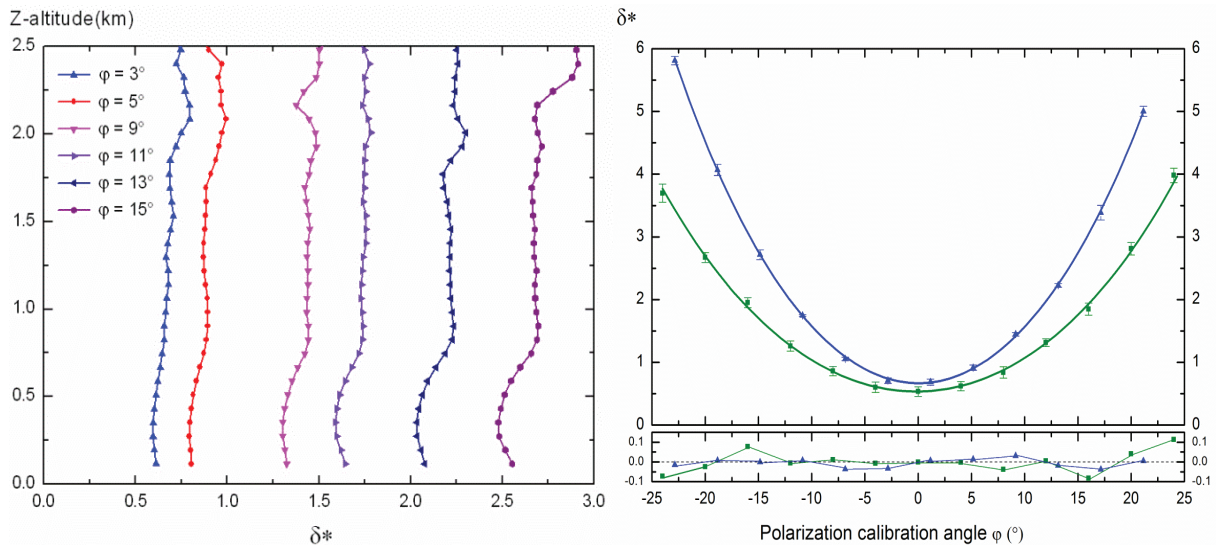 Z-altitude(km)
2.5
2.0
1.5
1.0
0.5
0.0
φ = 3°
φ = 5°
φ = 9°
φ = 11°
φ = 13°
φ = 15°
0.0 0.5 1.0 1.5 2.0 2.5 3.0
δ*
δ*
6 6
5 5
4 4
3 3
2 2
1 1
0 0
0.1 0.1
0.0 0.0
-0.1 -0.1
-25 -20 -15 -10 -5 0 5 10 15 20 25
Polarization calibration angle φ (°)